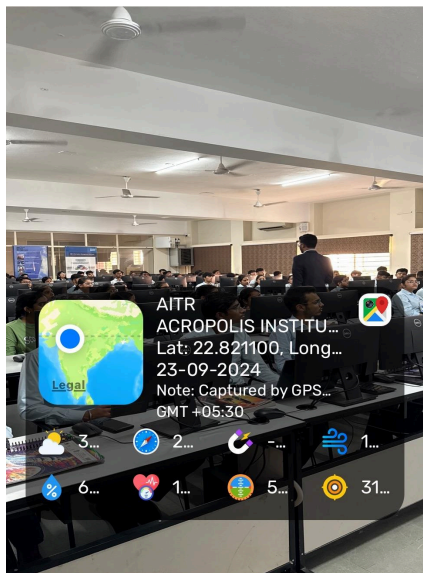 AITR
ACROPOLIS INSTITU...
Lat: 22.821100, Long...
23-09-2024
Note: Captured by GPS...
GMT +05:30
Legal
3... 2... -... 1...
% 6... 1... 5... 31...